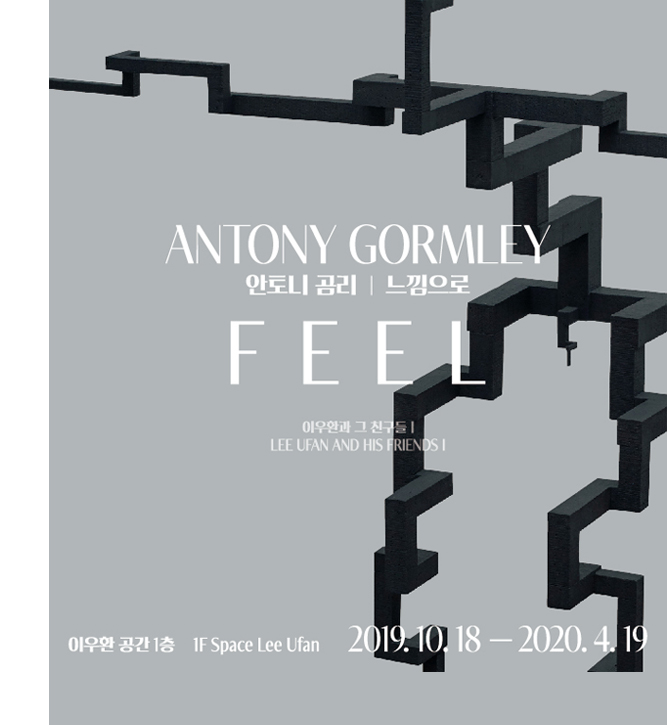 ANTONY GORMLEY
안토니 곰리 | 느낌으로
FEEL
이우환과 그 친구들 I
LEE UFAN AND HIS FRIENDS I
이우환 공간 1층 1F Space Lee Ufan 2019. 10. 18 — 2020. 4. 19